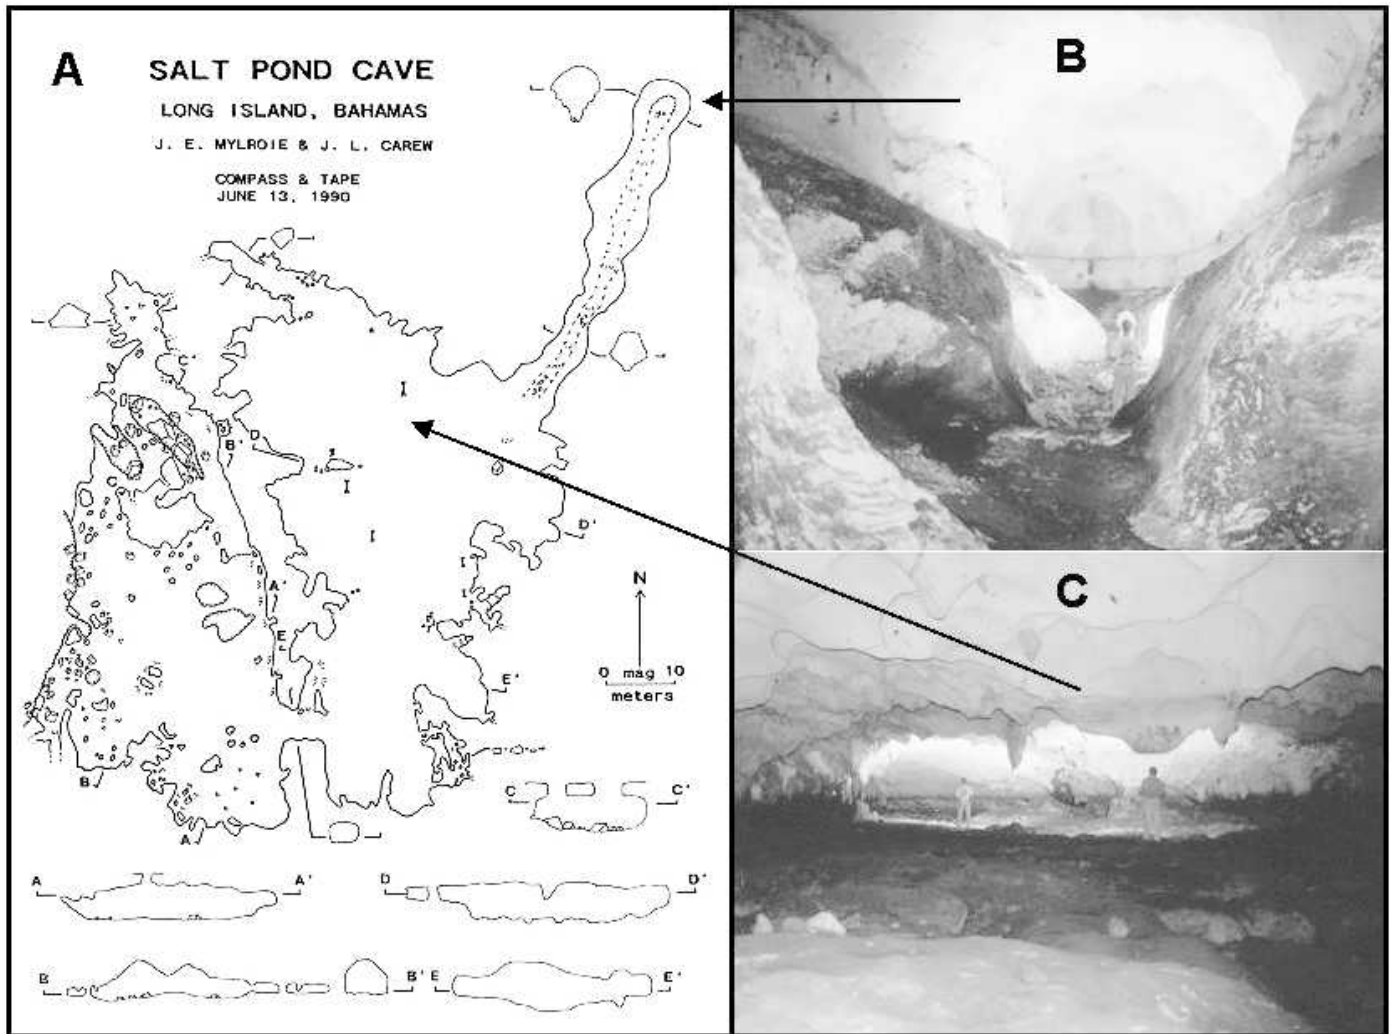 A
SALT POND CAVE
LONG ISLAND, BAHAMAS
J. E. MYLROIE & J. L. CAREW
COMPASS & TAPE
JUNE 13, 1990
C'
B'
D
D'
A'
E
E'
B
A
N
0 mag 10
meters
C C'
A A'
D D'
B B'
E E'
B
C